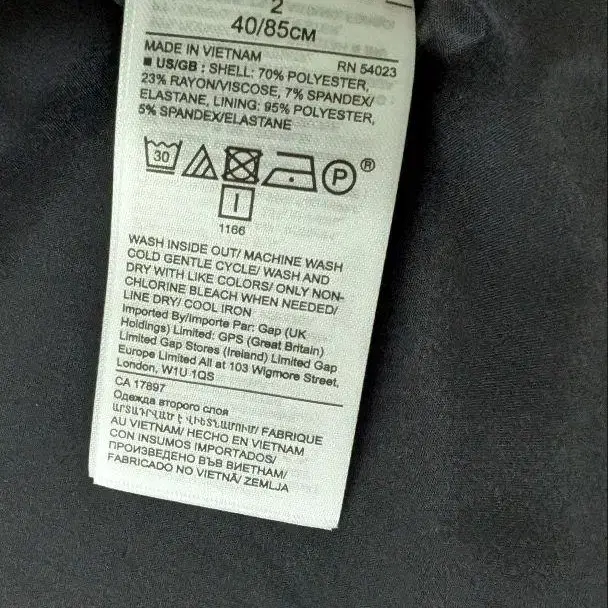 2
40/85CM
MADE IN VIETNAM RN 54023
■ US/GB : SHELL: 70% POLYESTER,
23% RAYON/VISCOSE, 7% SPANDEX/
ELASTANE, LINING: 95% POLYESTER,
5% SPANDEX/ELASTANE
30 P ®
1166
WASH INSIDE OUT/ MACHINE WASH
COLD GENTLE CYCLE/ WASH AND
DRY WITH LIKE COLORS/ ONLY NON-
CHLORINE BLEACH WHEN NEEDED/
LINE DRY/ COOL IRON
Imported By/Importe Par: Gap (UK
Holdings) Limited: GPS (Great Britain)
Limited Gap Stores (Ireland) Limited Gap
Europe Limited All at 103 Wigmore Street,
London, W1U 1QS
CA 17897
Одежда второго слоя
ԱՐՏԱԴՐՎԱԾ Է ՎԻԵՏՆԱՄՈՒՄ/ FABRIQUE
AU VIETNAM/ HECHO EN VIETNAM
CON INSUMOS IMPORTADOS/
ПРОИЗВЕДЕНО ВЪВ ВИЕТНАМ/
FABRICADO NO VIETNÃ/ ZEMLJA